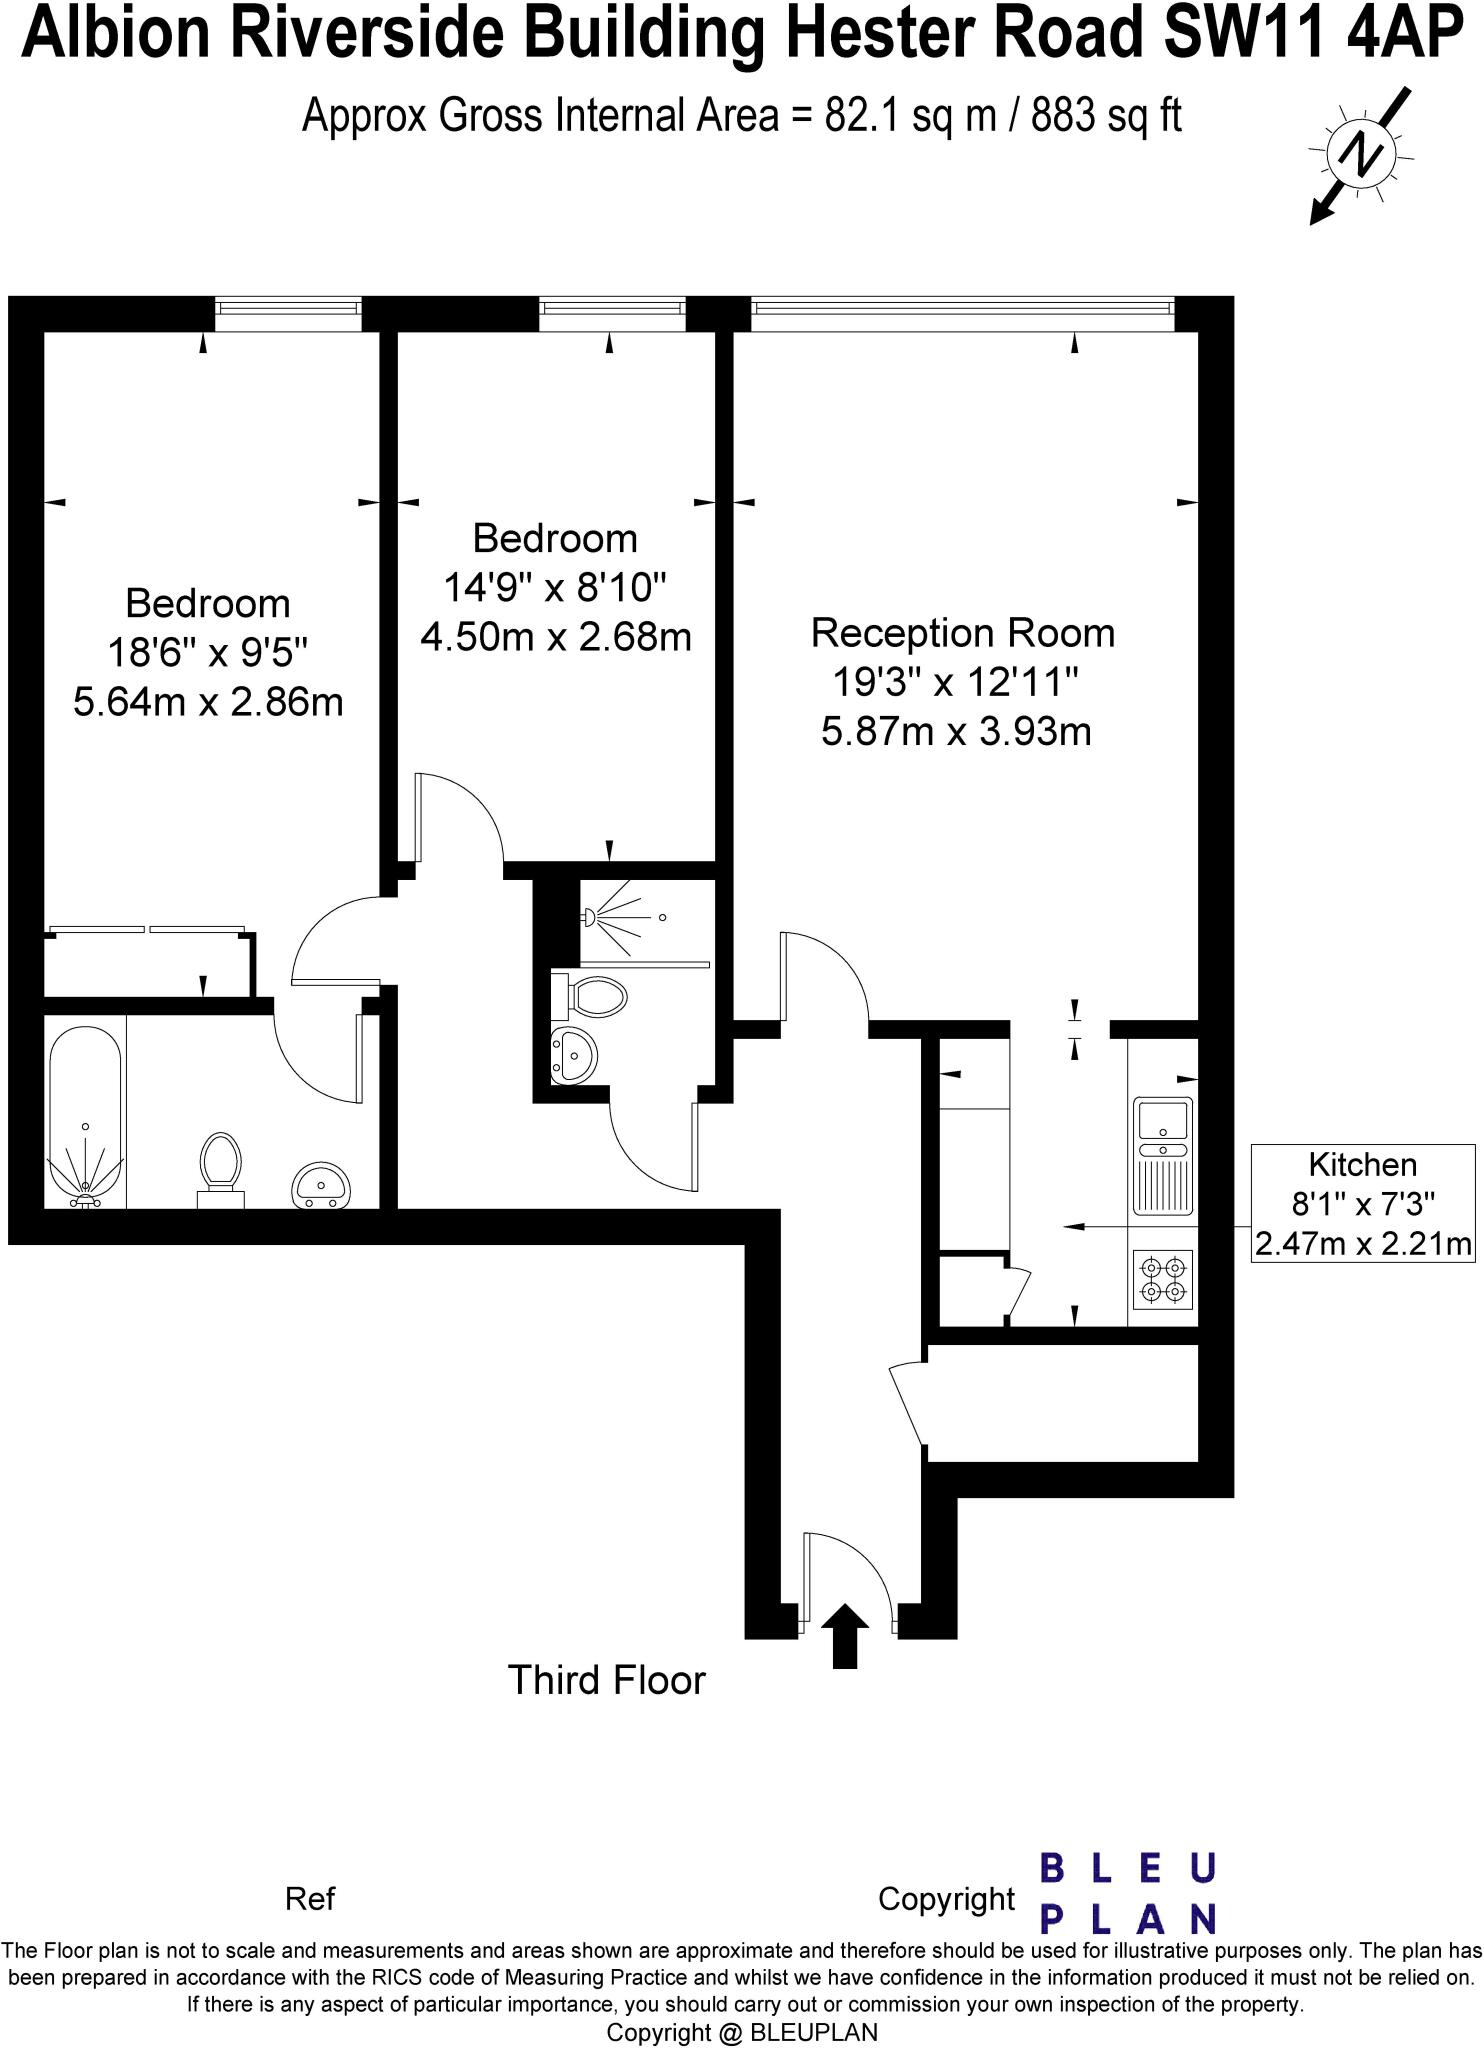 Albion Riverside Building Hester Road SW11 4AP
Approx Gross Internal Area = 82.1 sq m / 883 sq ft
N
Bedroom
18'6" x 9'5"
5.64m x 2.86m
Bedroom
14'9" x 8'10"
4.50m x 2.68m
Reception Room
19'3" x 12'11"
5.87m x 3.93m
Kitchen
8'1" x 7'3"
2.47m x 2.21m
Third Floor
Ref
Copyright
BLEU
PLAN
The Floor plan is not to scale and measurements and areas shown are approximate and therefore should be used for illustrative purposes only. The plan has
been prepared in accordance with the RICS code of Measuring Practice and whilst we have confidence in the information produced it must not be relied on.
If there is any aspect of particular importance, you should carry out or commission your own inspection of the property.
Copyright @ BLEUPLAN